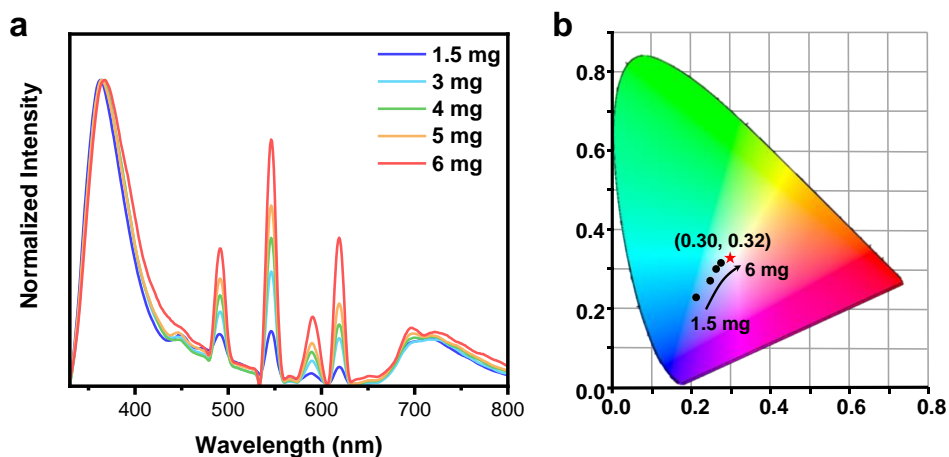 a
Normalized Intensity
1.5 mg
3 mg
4 mg
5 mg
6 mg
400 500 600 700 800
Wavelength (nm)
b
0.8
0.6
0.4
0.2
0.0
(0.30, 0.32)
6 mg
1.5 mg
0.0 0.2 0.4 0.6 0.8